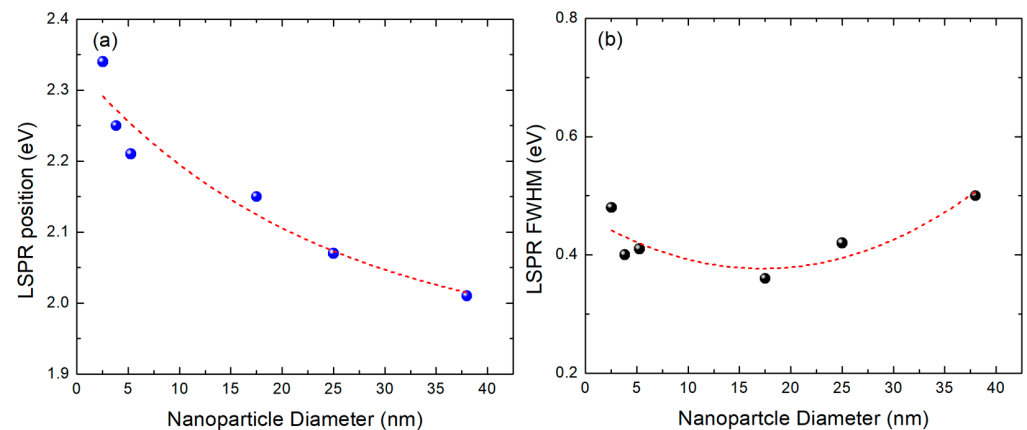 (a)
LSPR position (eV)
2.4
2.3
2.2
2.1
2.0
1.9
0 5 10 15 20 25 30 35 40
Nanoparticle Diameter (nm)
(b)
LSPR FWHM (eV)
0.8
0.6
0.4
0.2
0 5 10 15 20 25 30 35 40
Nanopartcle Diameter (nm)